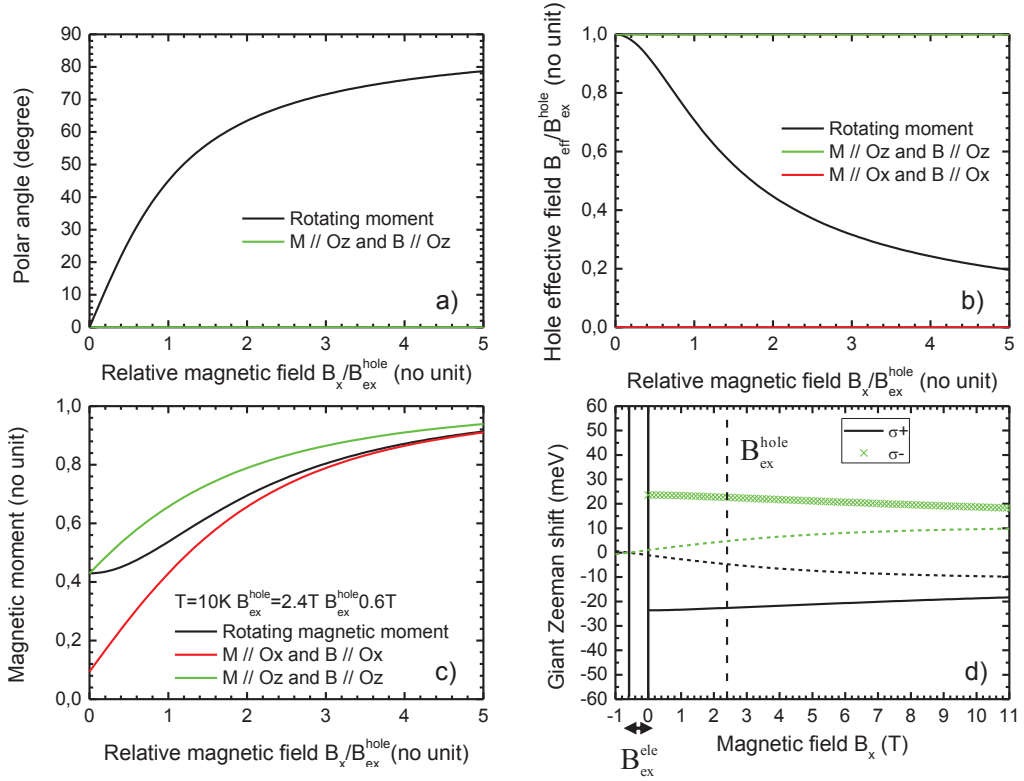 90
80
70
60
50
40
30
20
10
0
Polar angle (degree)
Rotating moment
M // Oz and B // Oz
a)
0 1 2 3 4 5
Relative magnetic field B_x/B_ex^hole (no unit)
1,0
0,8
0,6
0,4
0,2
0,0
Hole effective field B_eff/B_ex^hole (no unit)
Rotating moment
M // Oz and B // Oz
M // Ox and B // Ox
b)
0 1 2 3 4 5
Relative magnetic field B_x/B_ex^hole (no unit)
1,0
0,8
0,6
0,4
0,2
0,0
Magnetic moment (no unit)
T=10K B_ex^hole=2.4T B_ex^hole0.6T
Rotating magnetic moment
M // Ox and B // Ox
M // Oz and B // Oz
c)
0 1 2 3 4 5
Relative magnetic field B_x/B_ex^hole(no unit)
60
50
40
30
20
10
0
-10
-20
-30
-40
-50
-60
Giant Zeeman shift (meV)
σ+
σ-
B_ex^hole
d)
-1 0 1 2 3 4 5 6 7 8 9 10 11
B_ex^ele
Magnetic field B_x (T)